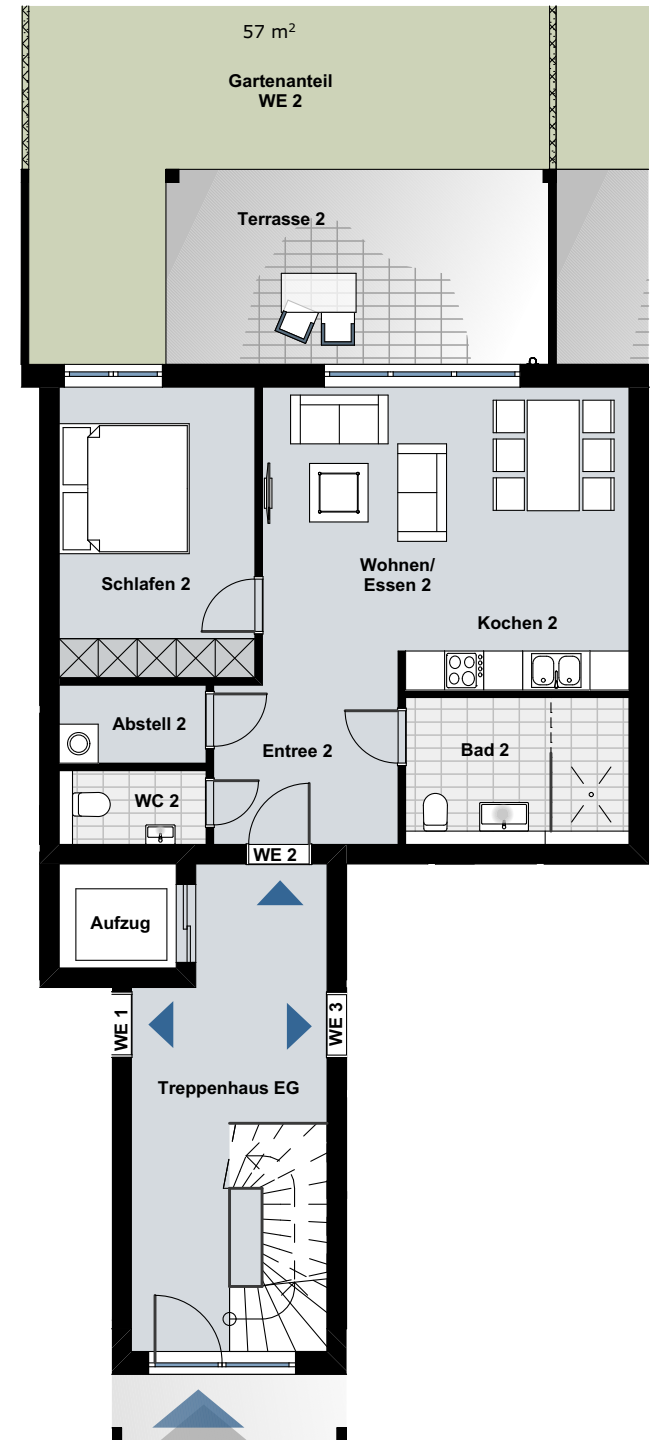 57 m²
Gartenanteil
WE 2
Terrasse 2
Wohnen/
Essen 2
Schlafen 2
Kochen 2
Abstell 2
Entree 2
Bad 2
WC 2
WE 2
Aufzug
WE 1
WE 3
Treppenhaus EG